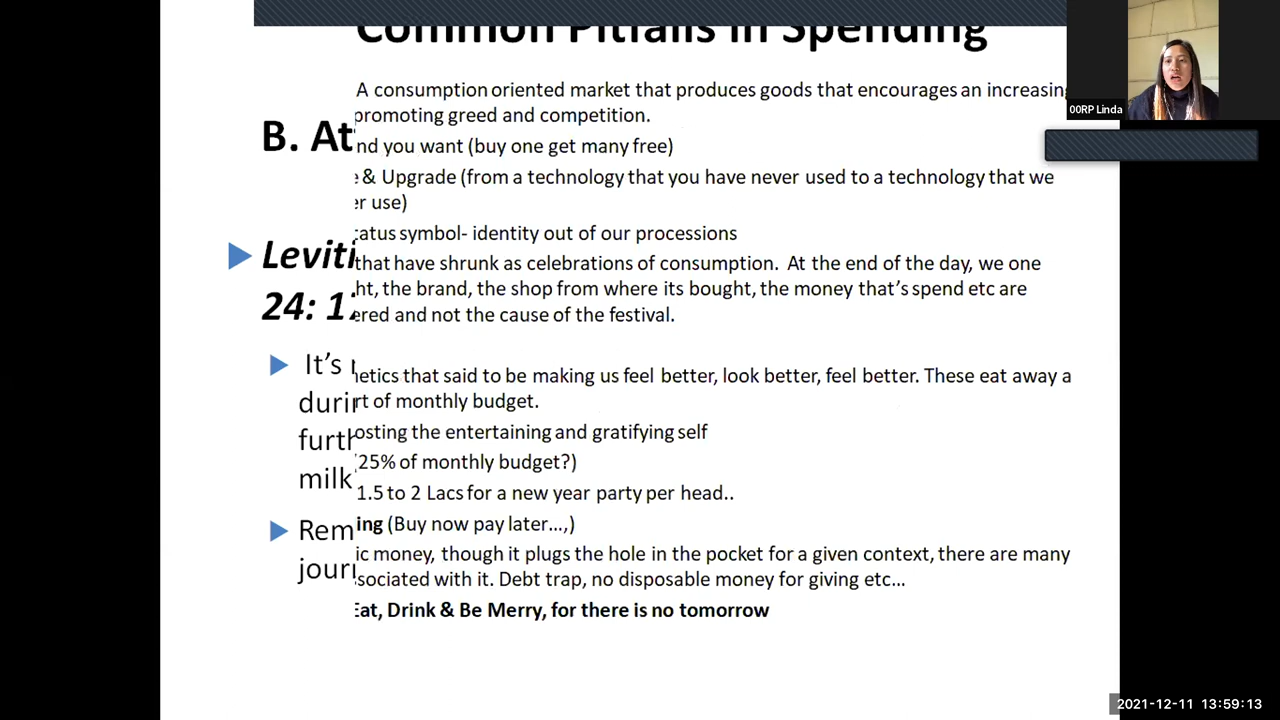 Common Pitfalls in Spending
A consumption oriented market that produces goods that encourages an increasing
promoting greed and competition.
B. At
nd you want (buy one get many free)
& Upgrade (from a technology that you have never used to a technology that we
er use)
atus symbol- identity out of our processions
Leviti
that have shrunk as celebrations of consumption. At the end of the day, we one
ht, the brand, the shop from where its bought, the money that's spend etc are
24: 1
ered and not the cause of the festival.
It's
etics that said to be making us feel better, look better, feel better. These eat away a
duri
rt of monthly budget.
furth
osting the entertaining and gratifying self
milk
25% of monthly budget?)
1.5 to 2 Lacs for a new year party per head..
Rem
ing (Buy now pay later...,)
ic money, though it plugs the hole in the pocket for a given context, there are many
jour
sociated with it. Debt trap, no disposable money for giving etc...
Eat, Drink & Be Merry, for there is no tomorrow
00RP Linda
2021-12-11 13:59:13